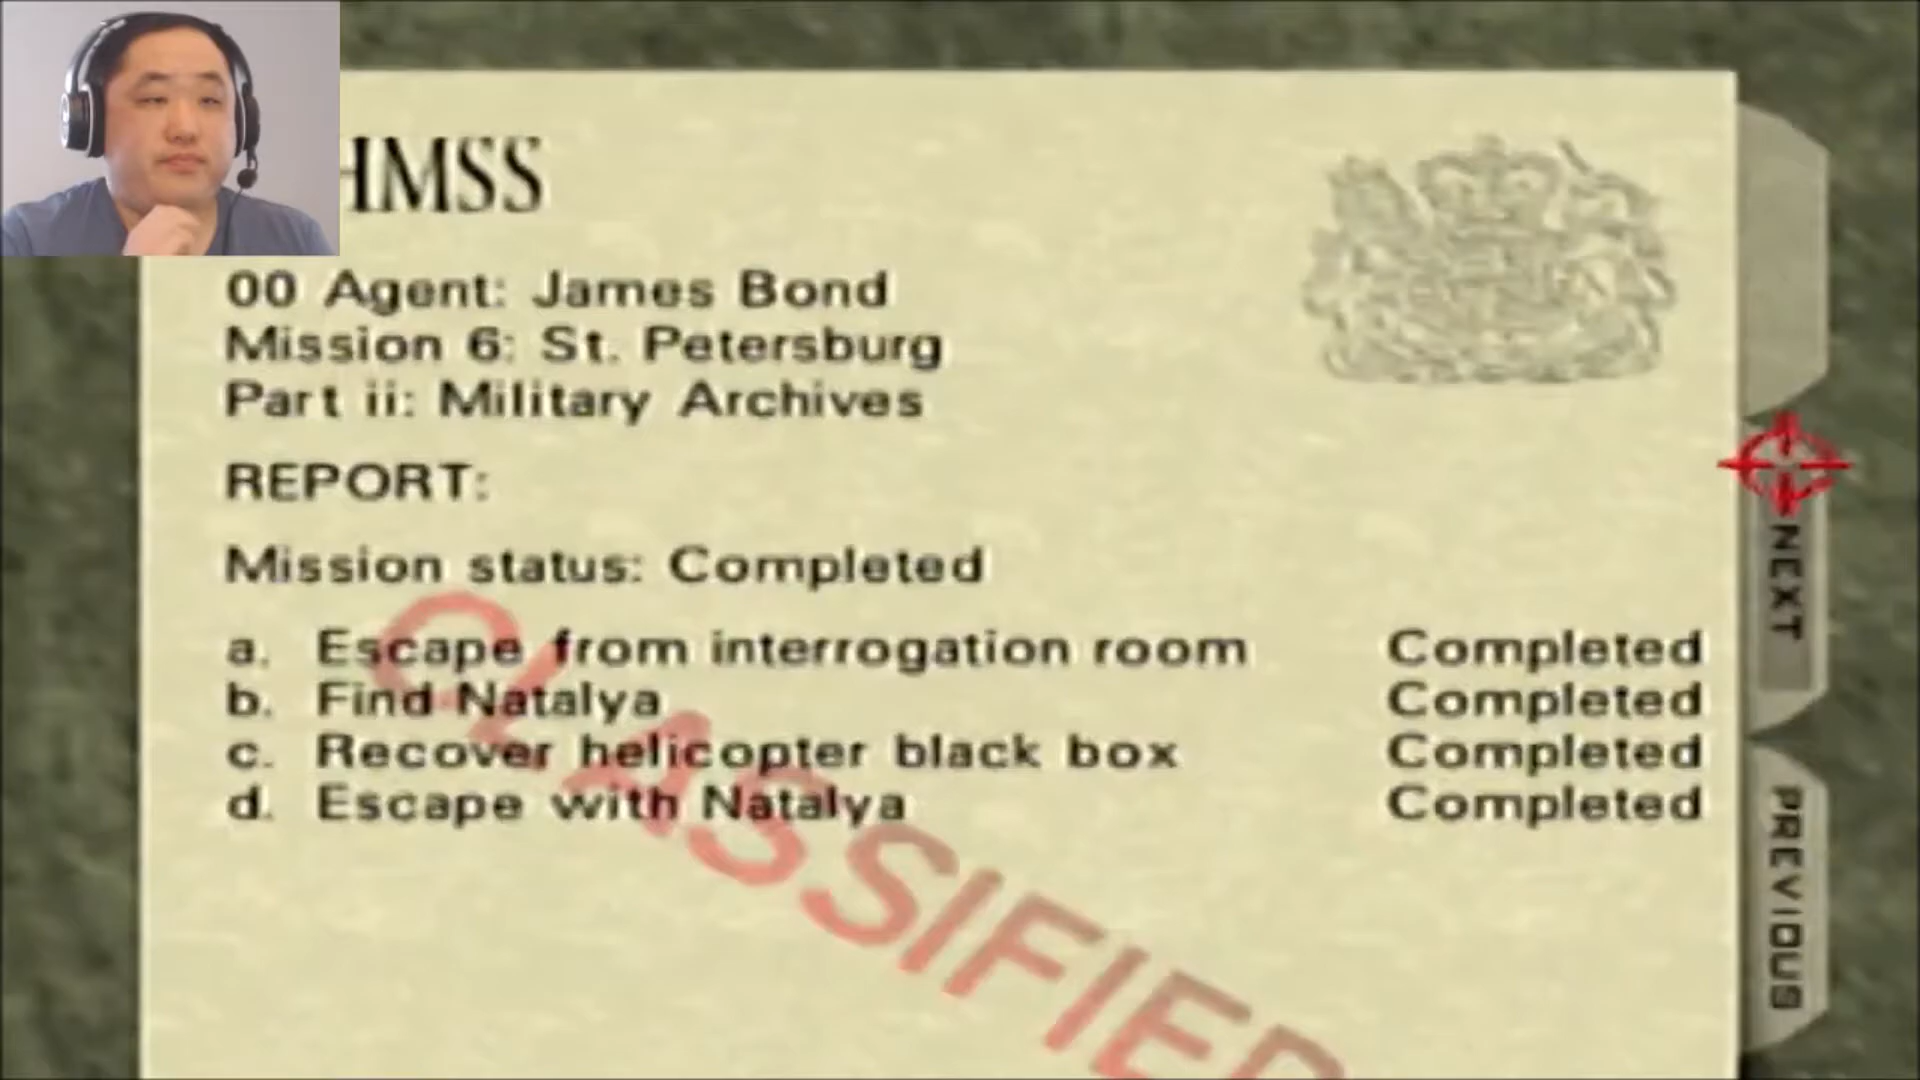 HMSS
00 Agent: James Bond
Mission 6: St. Petersburg
Part ii: Military Archives
REPORT:
Mission status: Completed
a. Escape from interrogation room Completed
b. Find Natalya Completed
c. Recover helicopter black box Completed
d. Escape with Natalya Completed
CLASSIFIED
NEXT
PREVIOUS